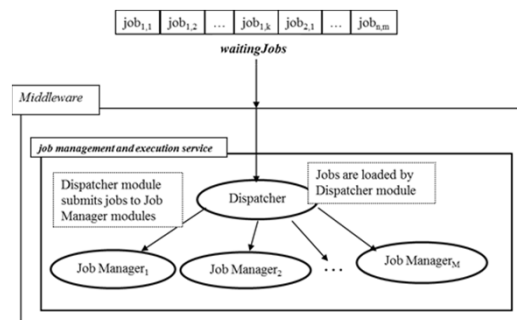 job1,1 job1,2 ... job1,k job2,1 ... jobn,m
waitingJobs
Middleware
job management and execution service
Dispatcher module
submits jobs to Job
Manager modules
Jobs are loaded by
Dispatcher module
Dispatcher
Job Manager1
Job Manager2
...
Job ManagerM